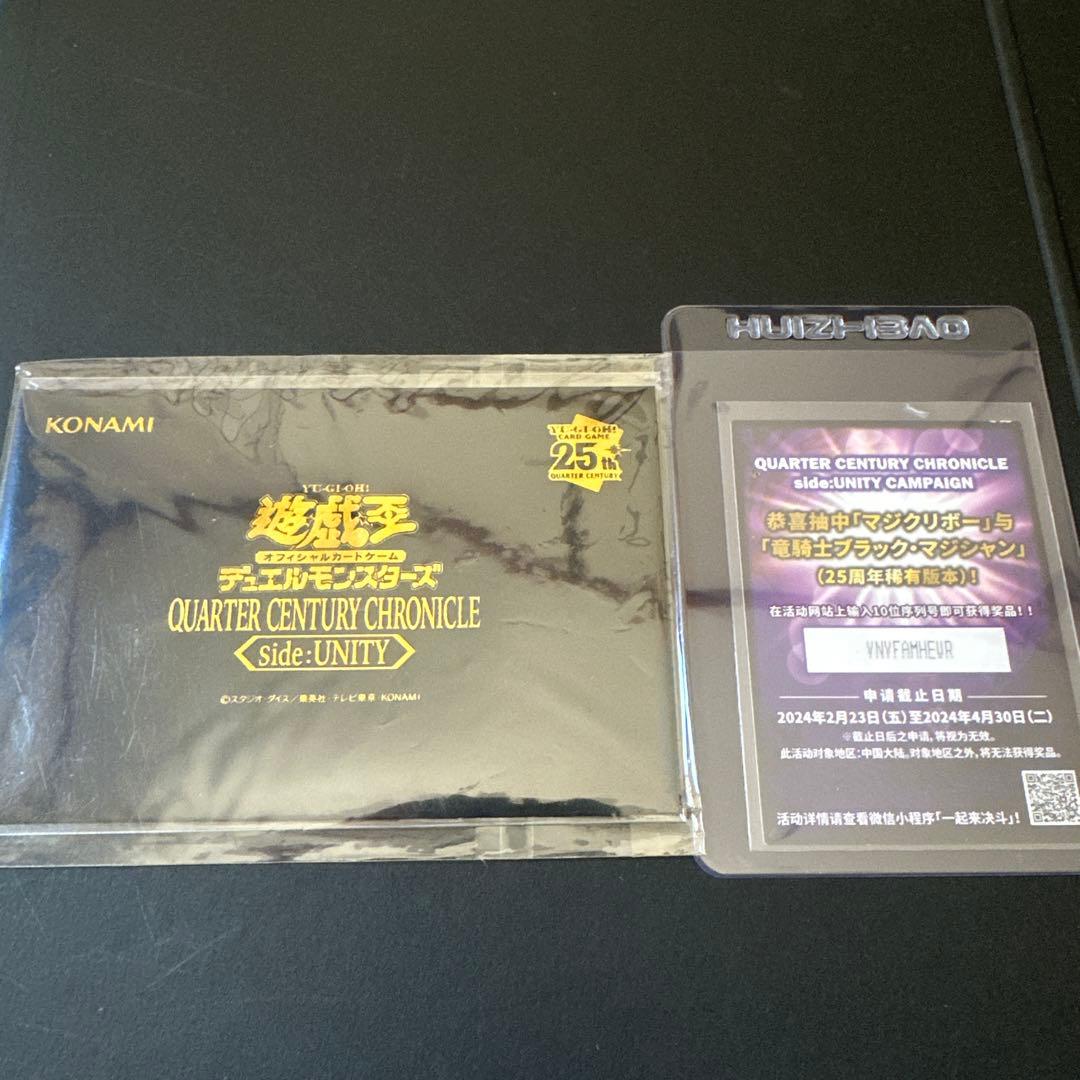 KONAMI
YU-GI-OH!
CARD GAME
25th
QUARTER CENTURY
YU-GI-OH!
遊戯王
オフィシャルカードゲーム
デュエルモンスターズ
QUARTER CENTURY CHRONICLE
side:UNITY
©スタジオ・ダイス/集英社・テレビ東京・KONAMI
HUIZHBAO
QUARTER CENTURY CHRONICLE
side:UNITY CAMPAIGN
恭喜抽中「マジクリボー」与
「竜騎士ブラック・マジシャン」
(25周年稀有版本)!
在活动网站上输入10位序列号即可获得奖品!!
VNVFAMHEWR
申请截止日期
2024年2月23日(五)至2024年4月30日(二)
※截止日后之申请,将视为无效。
此活动对象地区:中国大陆。对象地区之外,将无法获得奖品。
活动详情请查看微信小程序「一起来决斗」!